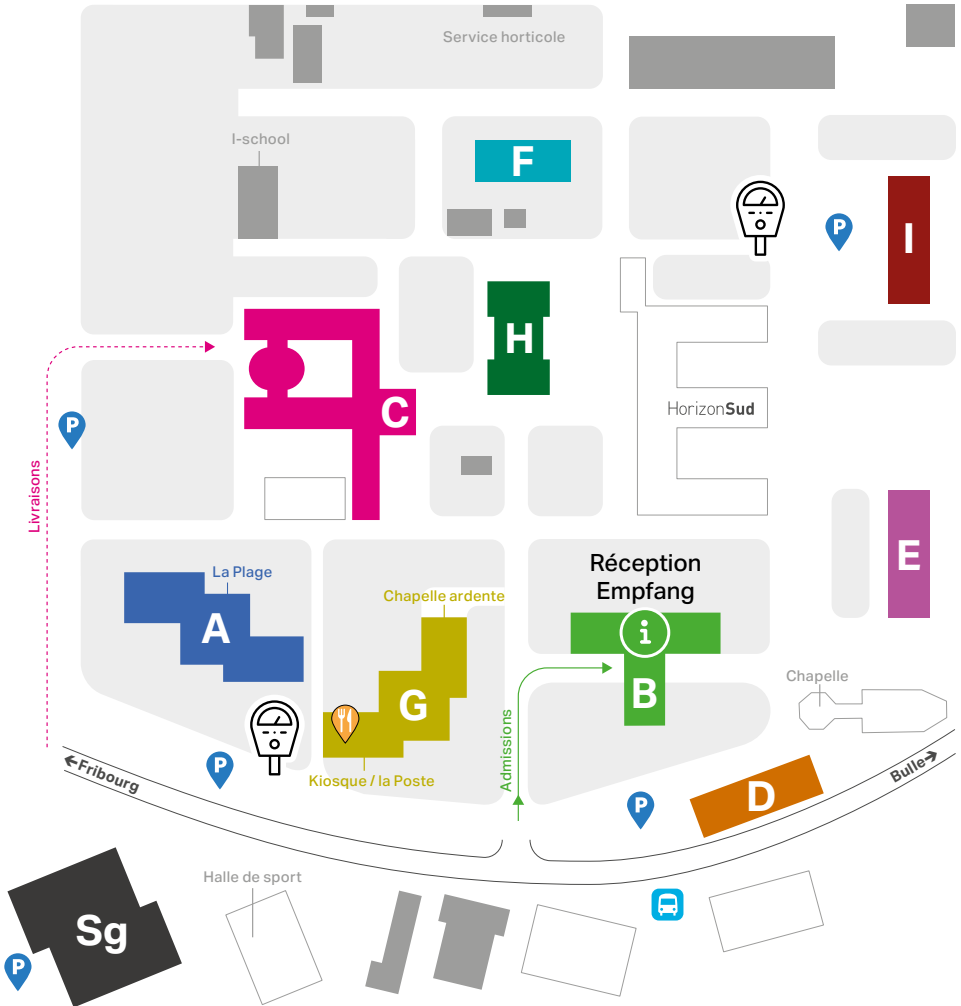 Service horticole
I-school
F
P
I
H
C
HorizonSud
P
Livraisons
E
Réception
Empfang
La Plage
A
Chapelle ardente
i
G
B
Chapelle
Admissions
P
Kiosque / la Poste
←Fribourg
Bulle→
D
P
Halle de sport
Sg
P